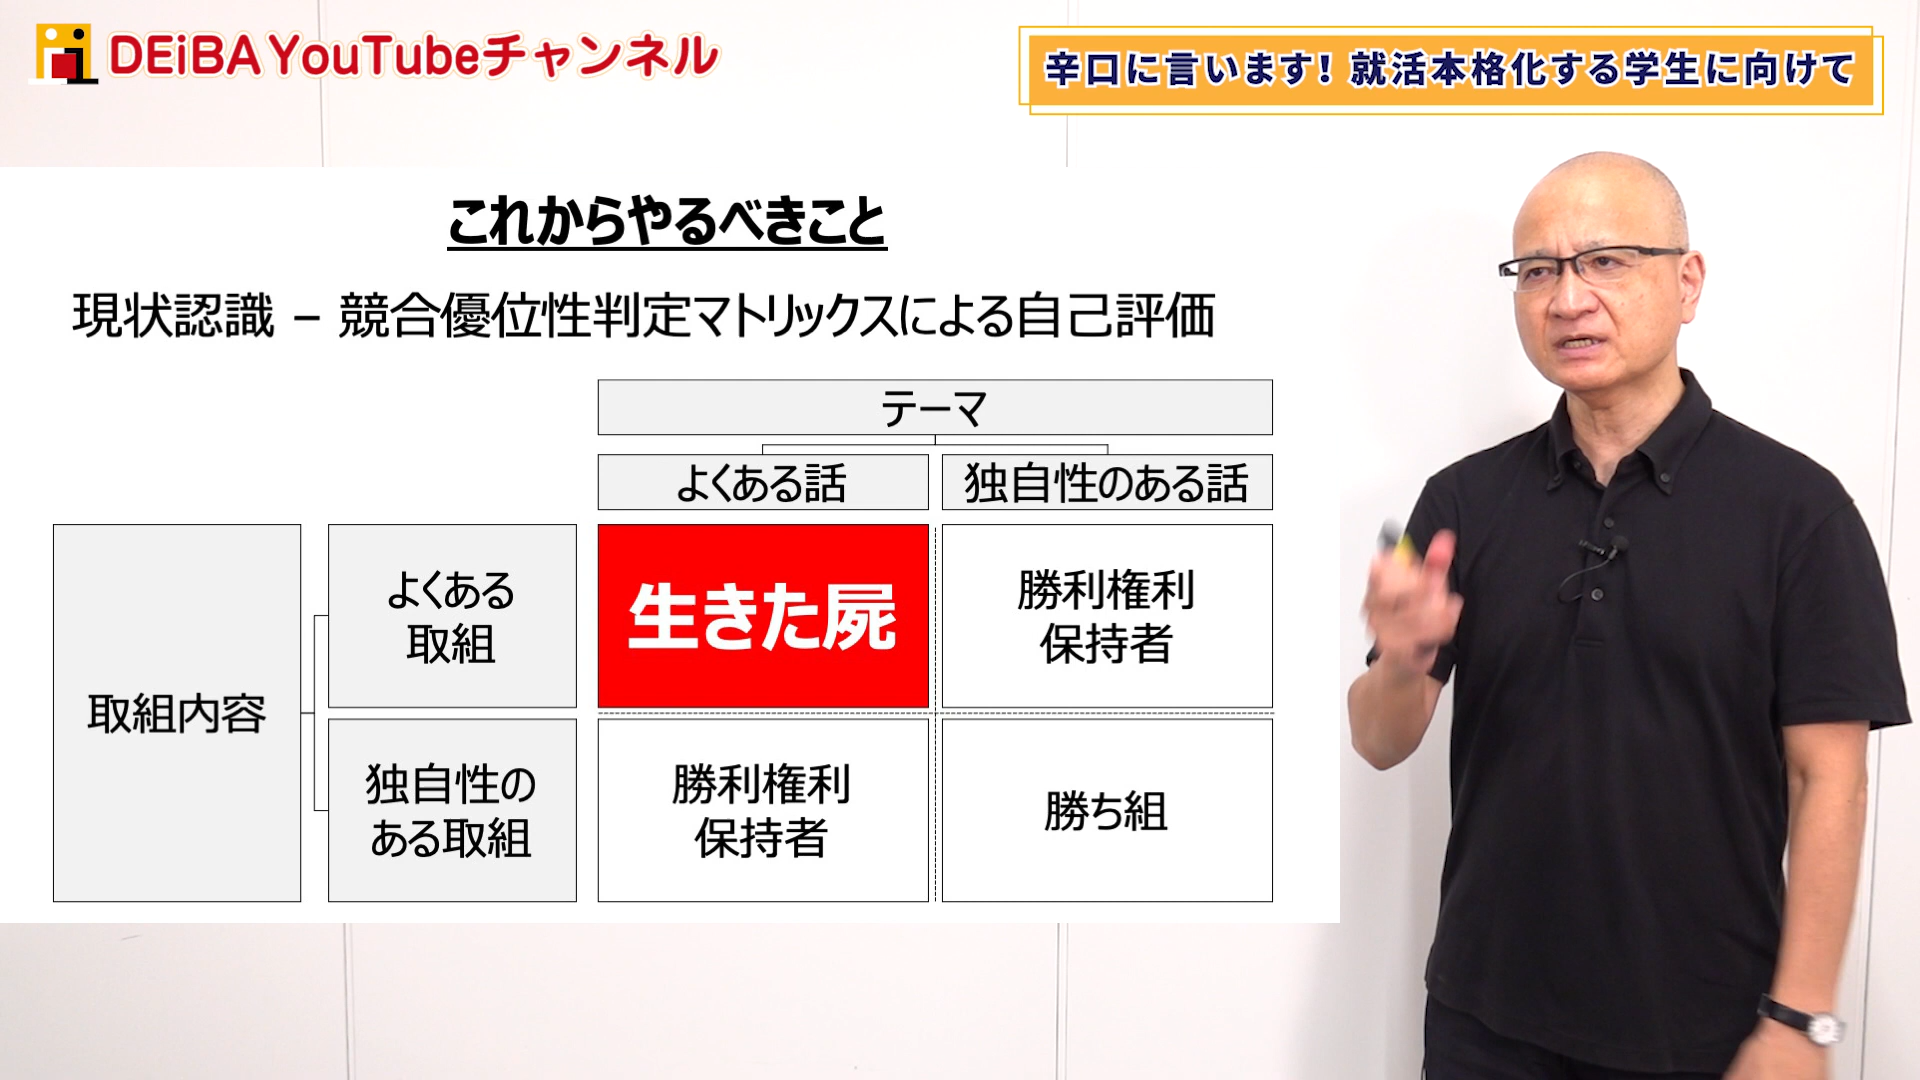 DEiBA YouTubeチャンネル
辛口に言います! 就活本格化する学生に向けて
これからやるべきこと
現状認識 – 競合優位性判定マトリックスによる自己評価
テーマ
よくある話
独自性のある話
取組内容
よくある
取組
生きた屍
勝利権利
保持者
独自性の
ある取組
勝利権利
保持者
勝ち組